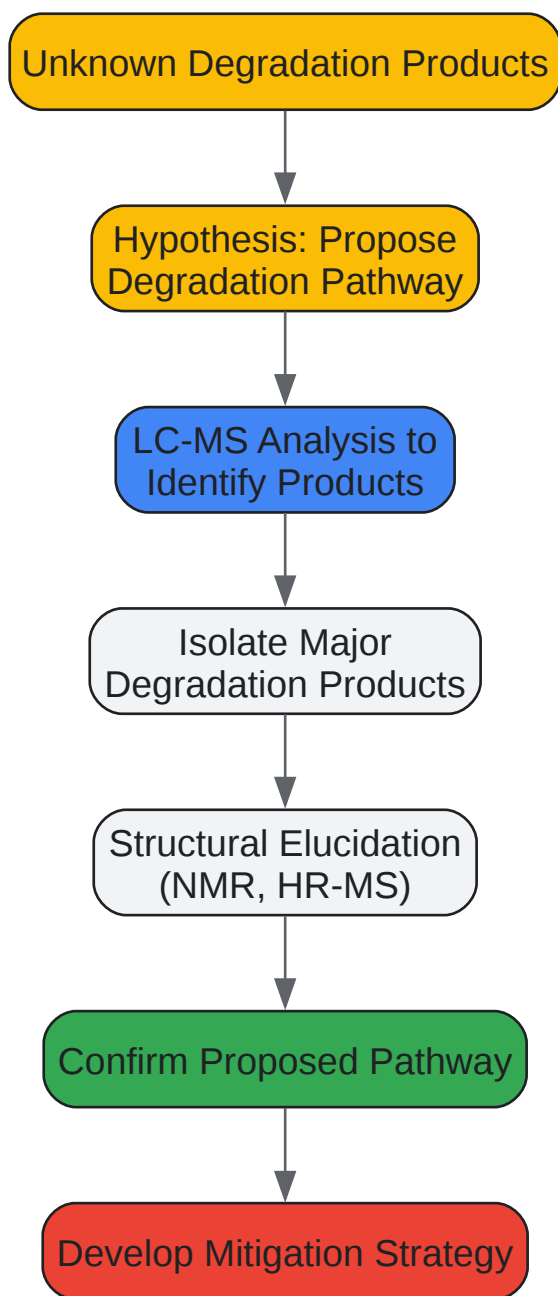 Unknown Degradation Products
Hypothesis: Propose
Degradation Pathway
LC-MS Analysis to
Identify Products
Isolate Major
Degradation Products
Structural Elucidation
(NMR, HR-MS)
Confirm Proposed Pathway
Develop Mitigation Strategy